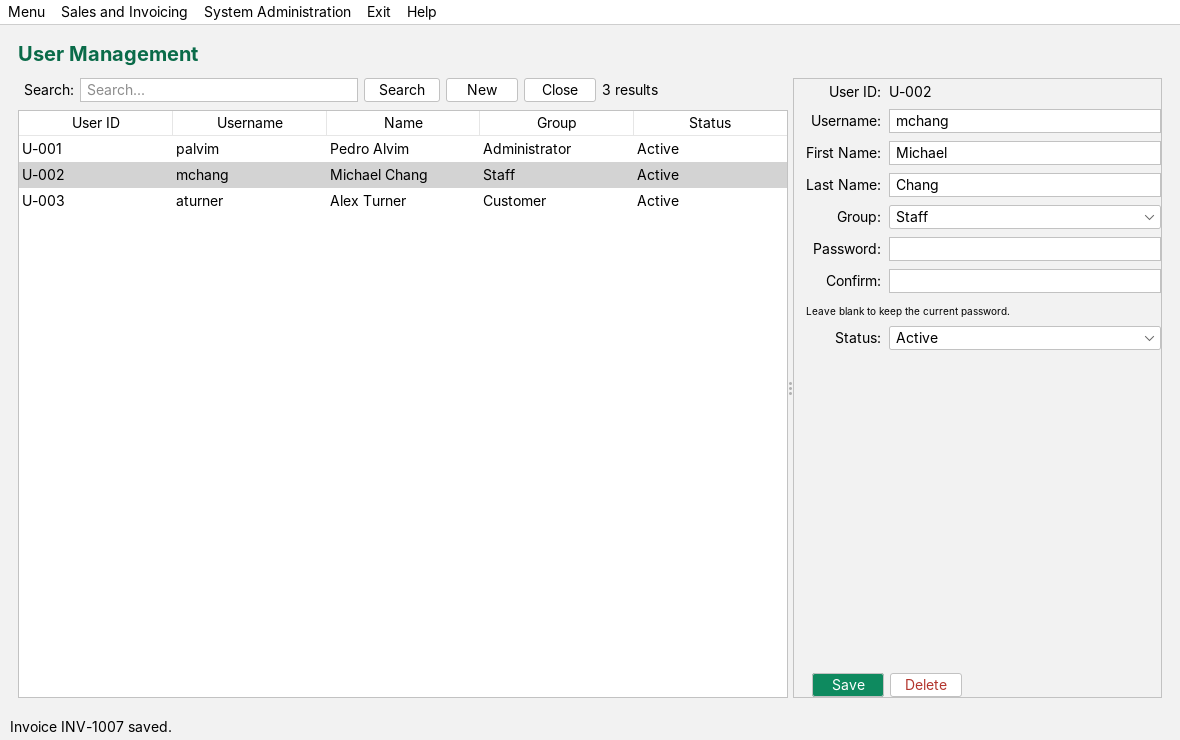 Menu Sales and Invoicing System Administration Exit Help
User Management
Search: Search... Search New Close 3 results
User ID Username Name Group Status
U-001 palvim Pedro Alvim Administrator Active
U-002 mchang Michael Chang Staff Active
U-003 aturner Alex Turner Customer Active
User ID: U-002
Username: mchang
First Name: Michael
Last Name: Chang
Group: Staff
Password:
Confirm:
Leave blank to keep the current password.
Status: Active
Save Delete
Invoice INV-1007 saved.